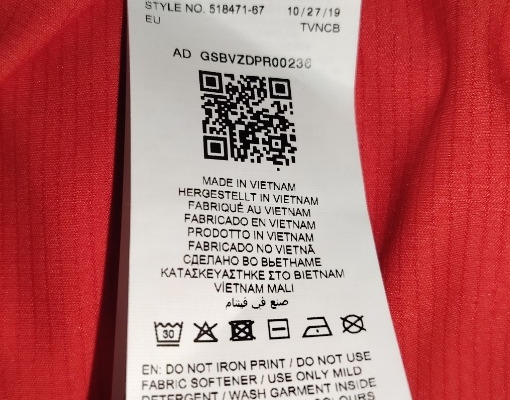 STYLE NO. 518471-67 10/27/19
EU TVNCB
AD GSBVZDPR00236
MADE IN VIETNAM
HERGESTELLT IN VIETNAM
FABRIQUÉ AU VIETNAM
FABRICADO EN VIETNAM
PRODOTTO IN VIETNAM
FABRICADO NO VIETNÃ
СДЕЛАНО ВО ВЬЕТНАМЕ
ΚΑΤΑΣΚΕΥΑΣΤΗΚΕ ΣΤΟ ΒΙΕΤΝΑΜ
VİETNAM MALI
صنع في فيتنام
30
EN: DO NOT IRON PRINT / DO NOT USE
FABRIC SOFTENER / USE ONLY MILD
DETERGENT / WASH GARMENT INSIDE
COLOURS